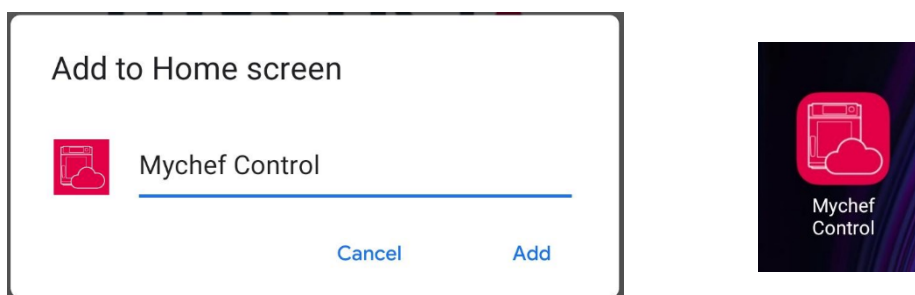 Add to Home screen
Mychef Control
Cancel Add
Mychef
Control